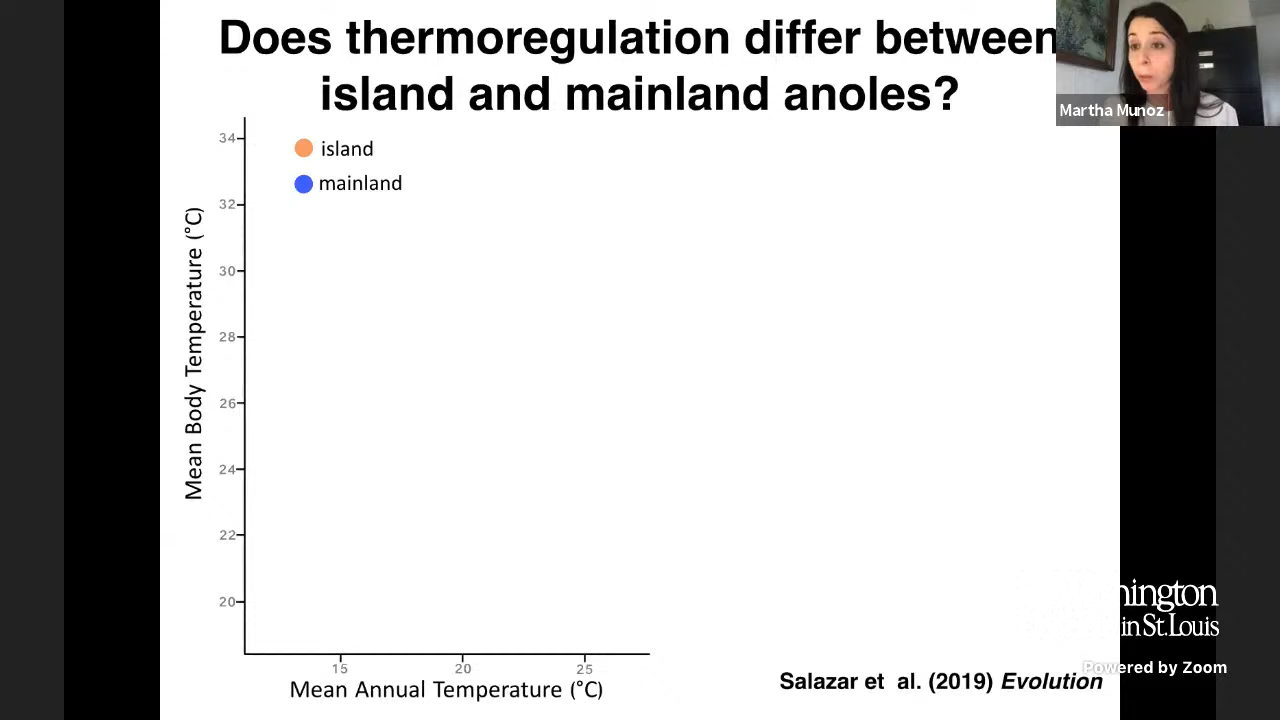 Does thermoregulation differ between
island and mainland anoles?
Martha Munoz
34
island
mainland
32
30
28
26
24
22
20
Mean Body Temperature (°C)
15
20
25
Mean Annual Temperature (°C)
Salazar et al. (2019) Evolution
in St. Louis
Powered by Zoom